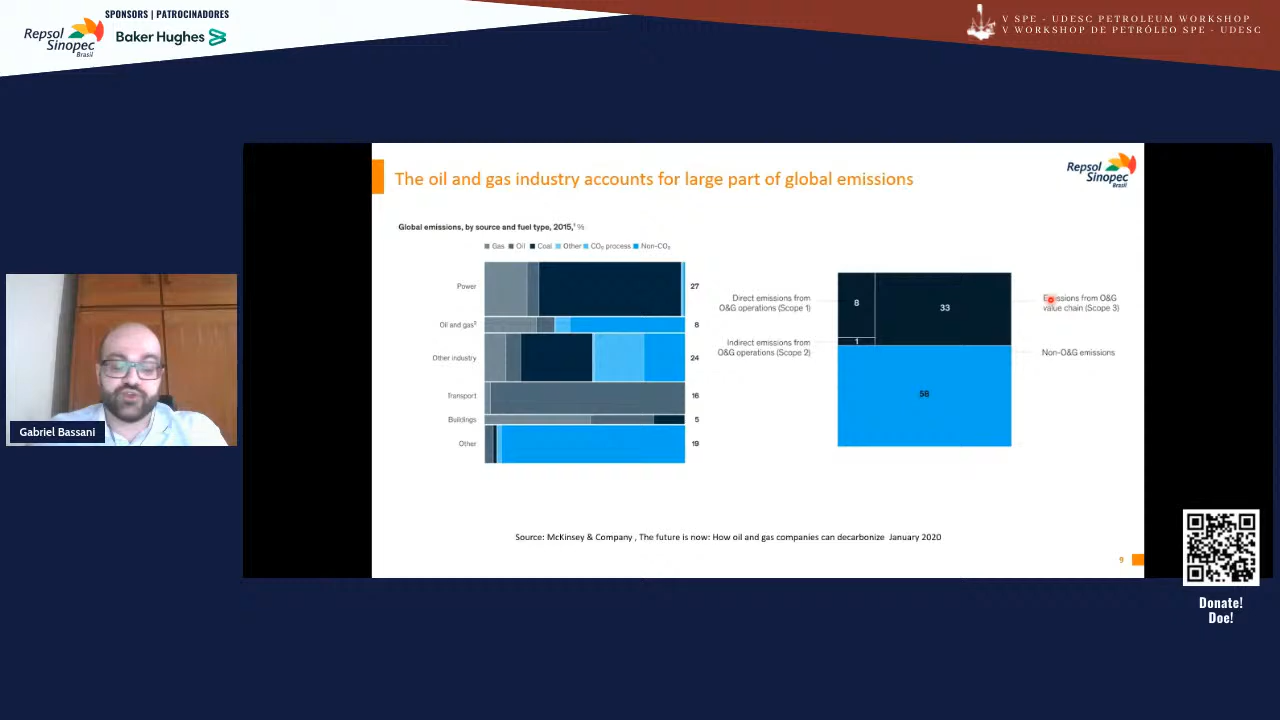 SPONSORS | PATROCINADORES
Repsol
Sinopec
Brasil
Baker Hughes
V SPE - UDESC PETROLEUM WORKSHOP
V WORKSHOP DE PETRÓLEO SPE - UDESC
The oil and gas industry accounts for large part of global emissions
Repsol
Sinopec
Brasil
Global emissions, by source and fuel type, 2015,¹ %
Gas Oil Coal Other CO₂ process Non-CO₂
Power 27
Oil and gas² 8
Other industry 24
Transport 16
Buildings 5
Other 19
Direct emissions from
O&G operations (Scope 1)
Indirect emissions from
O&G operations (Scope 2)
8
33
1
58
Emissions from O&G
value chain (Scope 3)
Non-O&G emissions
Source: McKinsey & Company , The future is now: How oil and gas companies can decarbonize January 2020
9
Gabriel Bassani
Donate!
Doe!